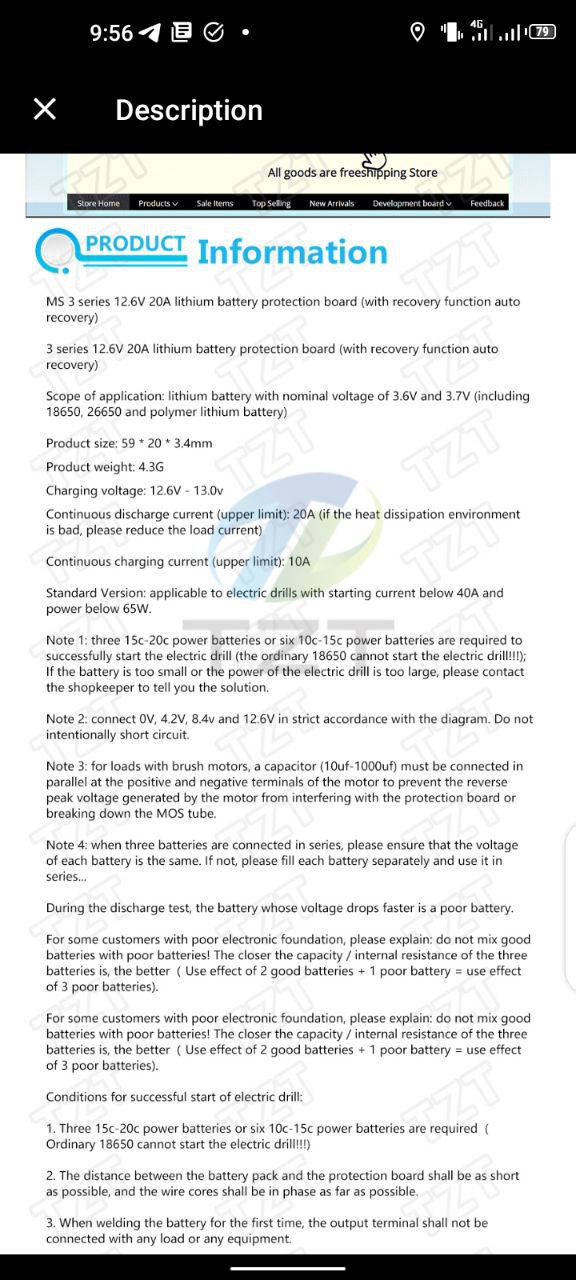 9:56
4G
79
Description
All goods are freeshipping Store
Store Home Products Sale Items Top Selling New Arrivals Development board Feedback
PRODUCT Information
MS 3 series 12.6V 20A lithium battery protection board (with recovery function auto
recovery)
3 series 12.6V 20A lithium battery protection board (with recovery function auto
recovery)
Scope of application: lithium battery with nominal voltage of 3.6V and 3.7V (including
18650, 26650 and polymer lithium battery)
Product size: 59 * 20 * 3.4mm
Product weight: 4.3G
Charging voltage: 12.6V - 13.0v
Continuous discharge current (upper limit): 20A (if the heat dissipation environment
is bad, please reduce the load current)
Continuous charging current (upper limit): 10A
Standard Version: applicable to electric drills with starting current below 40A and
power below 65W.
Note 1: three 15c-20c power batteries or six 10c-15c power batteries are required to
successfully start the electric drill (the ordinary 18650 cannot start the electric drill!!!);
If the battery is too small or the power of the electric drill is too large, please contact
the shopkeeper to tell you the solution.
Note 2: connect 0V, 4.2V, 8.4v and 12.6V in strict accordance with the diagram. Do not
intentionally short circuit.
Note 3: for loads with brush motors, a capacitor (10uf-1000uf) must be connected in
parallel at the positive and negative terminals of the motor to prevent the reverse
peak voltage generated by the motor from interfering with the protection board or
breaking down the MOS tube.
Note 4: when three batteries are connected in series, please ensure that the voltage
of each battery is the same. If not, please fill each battery separately and use it in
series...
During the discharge test, the battery whose voltage drops faster is a poor battery.
For some customers with poor electronic foundation, please explain: do not mix good
batteries with poor batteries! The closer the capacity / internal resistance of the three
batteries is, the better ( Use effect of 2 good batteries + 1 poor battery = use effect
of 3 poor batteries).
For some customers with poor electronic foundation, please explain: do not mix good
batteries with poor batteries! The closer the capacity / internal resistance of the three
batteries is, the better ( Use effect of 2 good batteries + 1 poor battery = use effect
of 3 poor batteries).
Conditions for successful start of electric drill:
1. Three 15c-20c power batteries or six 10c-15c power batteries are required (
Ordinary 18650 cannot start the electric drill!!!)
2. The distance between the battery pack and the protection board shall be as short
as possible, and the wire cores shall be in phase as far as possible.
3. When welding the battery for the first time, the output terminal shall not be
connected with any load or any equipment.
TZT